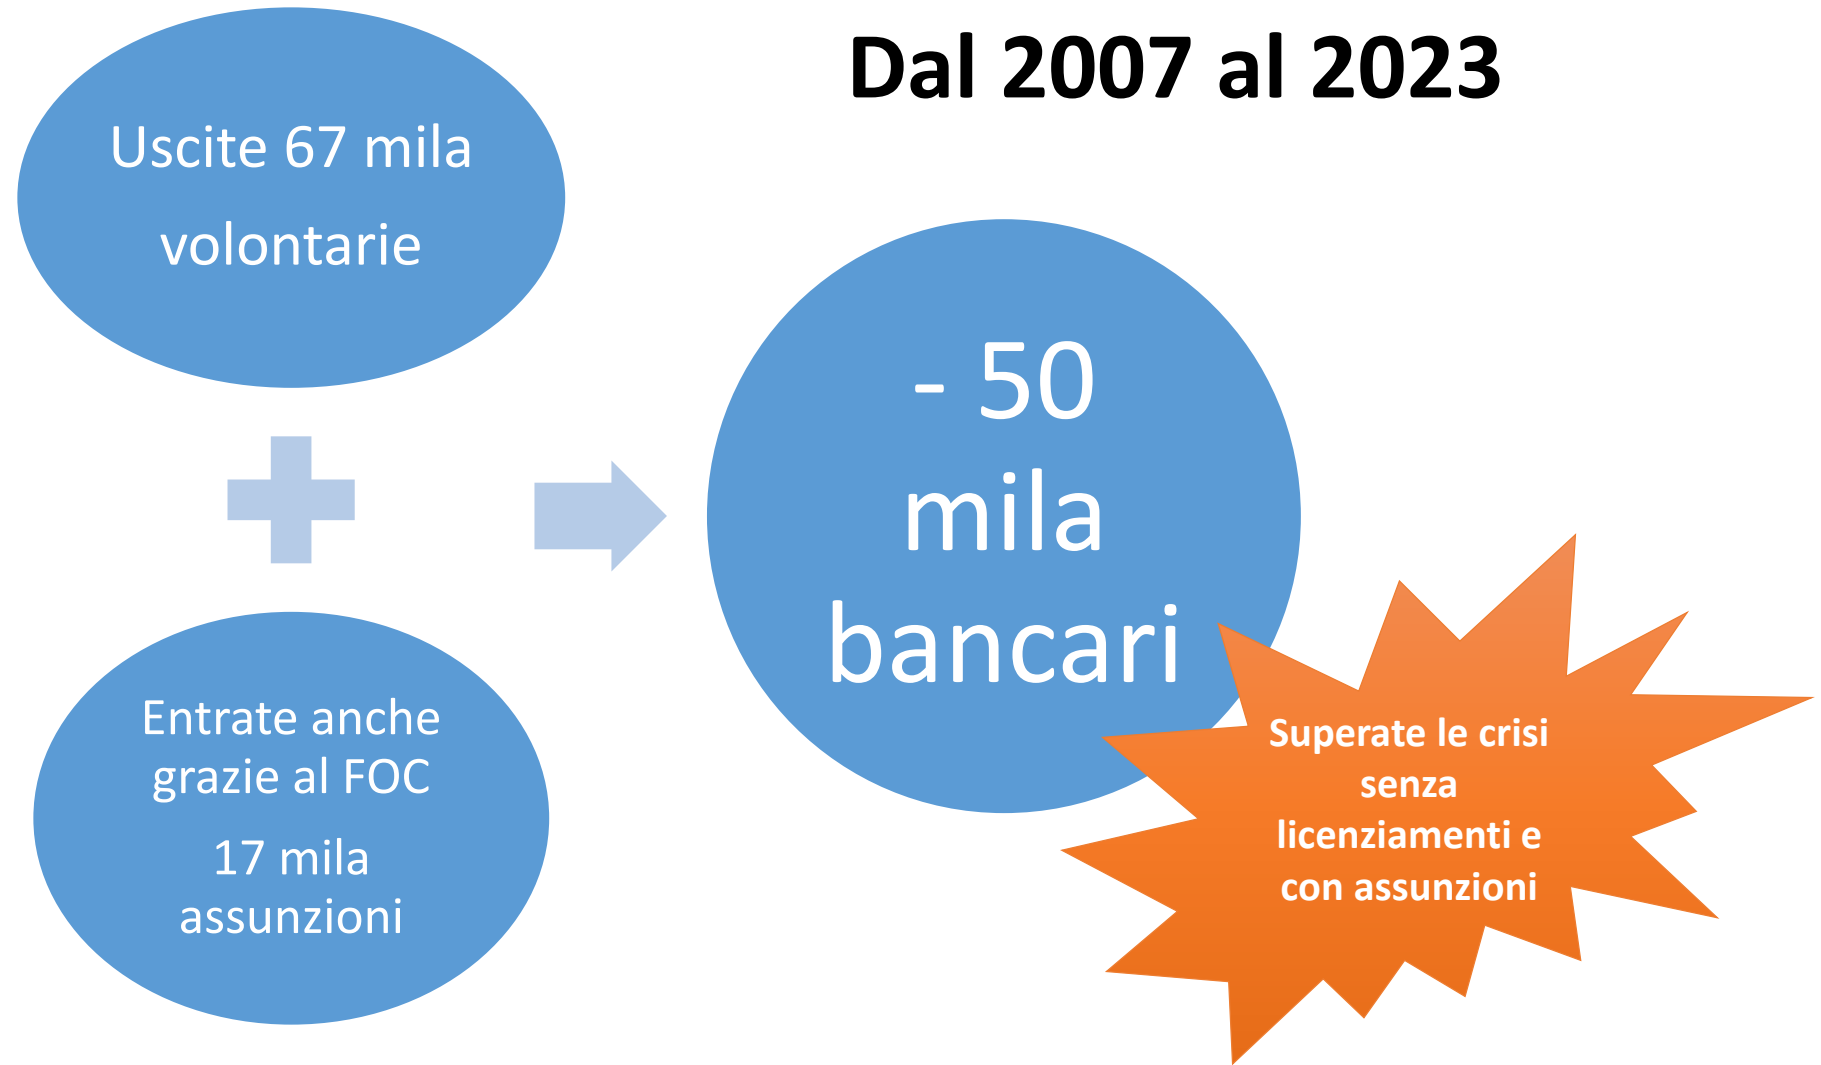 Dal 2007 al 2023
Uscite 67 mila
volontarie
Entrate anche
grazie al FOC
17 mila
assunzioni
- 50
mila
bancari
Superate le crisi
senza
licenziamenti e
con assunzioni